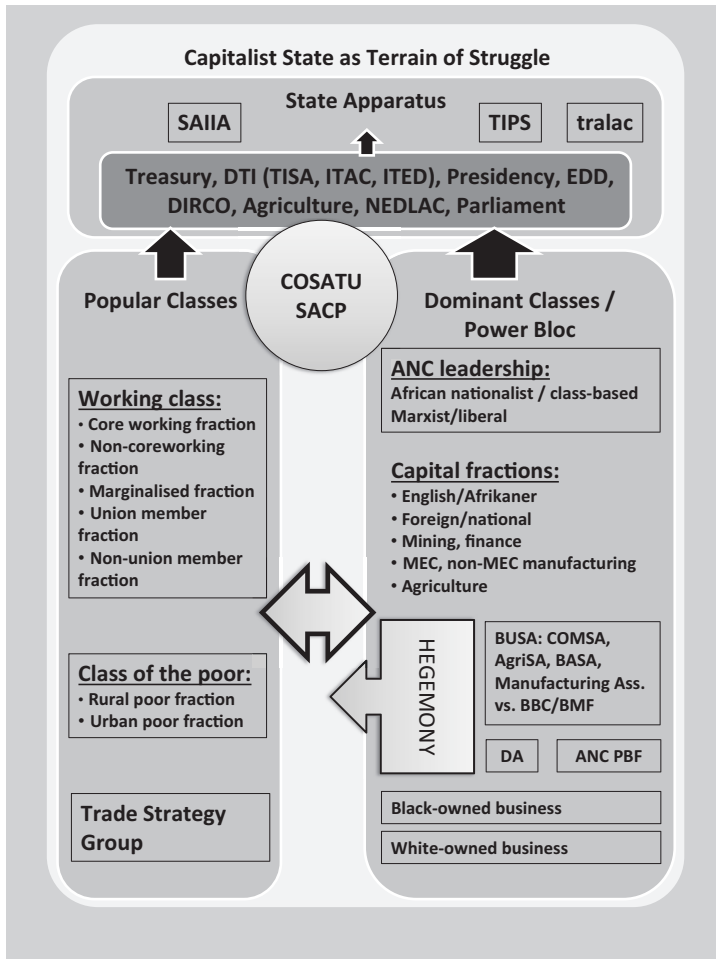 Capitalist State as Terrain of Struggle
State Apparatus
SAIIA
TIPS
tralac
Treasury, DTI (TISA, ITAC, ITED), Presidency, EDD,
DIRCO, Agriculture, NEDLAC, Parliament
COSATU
SACP
Popular Classes
Working class:
• Core working fraction
• Non-coreworking
fraction
• Marginalised fraction
• Union member
fraction
• Non-union member
fraction
Class of the poor:
• Rural poor fraction
• Urban poor fraction
Trade Strategy
Group
Dominant Classes /
Power Bloc
ANC leadership:
African nationalist / class-based
Marxist/liberal
Capital fractions:
• English/Afrikaner
• Foreign/national
• Mining, finance
• MEC, non-MEC manufacturing
• Agriculture
HEGEMONY
BUSA: COMSA,
AgriSA, BASA,
Manufacturing Ass.
vs. BBC/BMF
DA
ANC PBF
Black-owned business
White-owned business